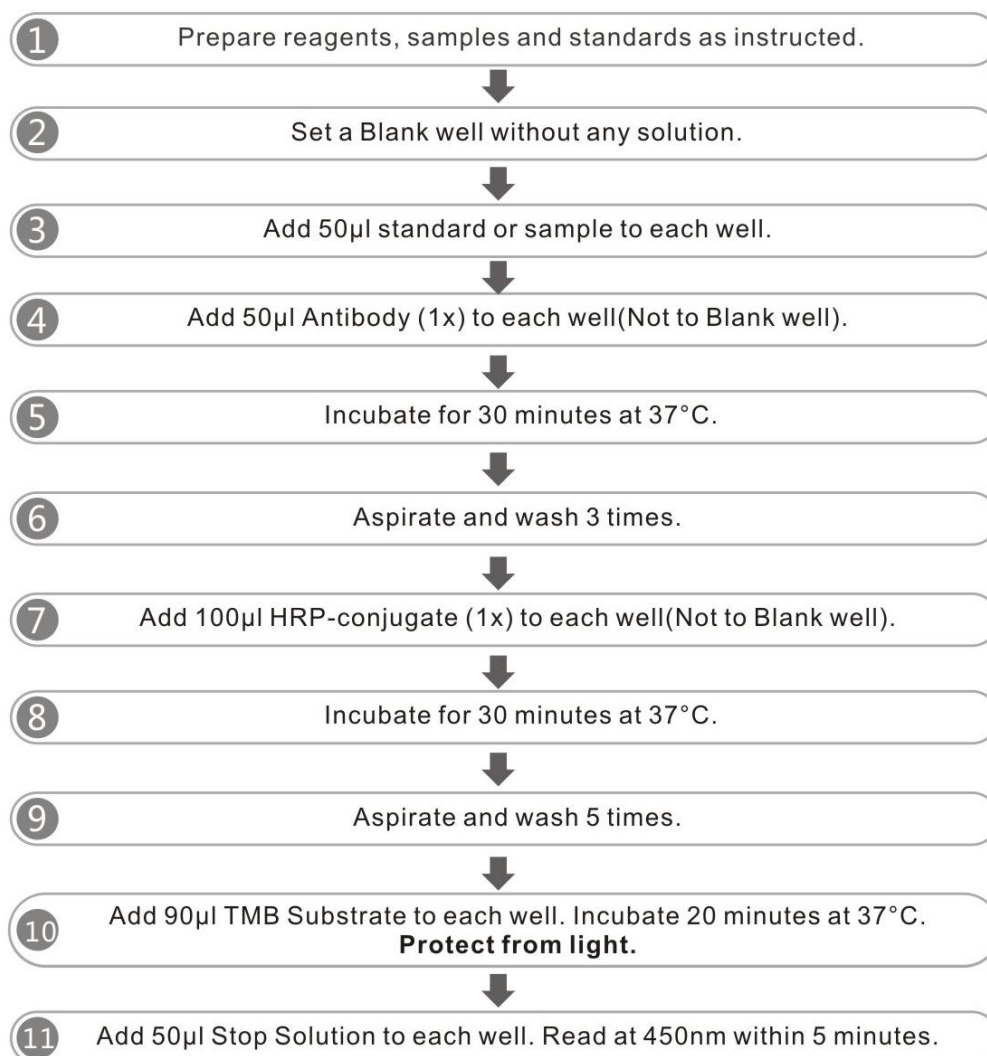 1 Prepare reagents, samples and standards as instructed.
2 Set a Blank well without any solution.
3 Add 50μl standard or sample to each well.
4 Add 50μl Antibody (1x) to each well(Not to Blank well).
5 Incubate for 30 minutes at 37°C.
6 Aspirate and wash 3 times.
7 Add 100μl HRP-conjugate (1x) to each well(Not to Blank well).
8 Incubate for 30 minutes at 37°C.
9 Aspirate and wash 5 times.
10 Add 90μl TMB Substrate to each well. Incubate 20 minutes at 37°C.
Protect from light.
11 Add 50μl Stop Solution to each well. Read at 450nm within 5 minutes.